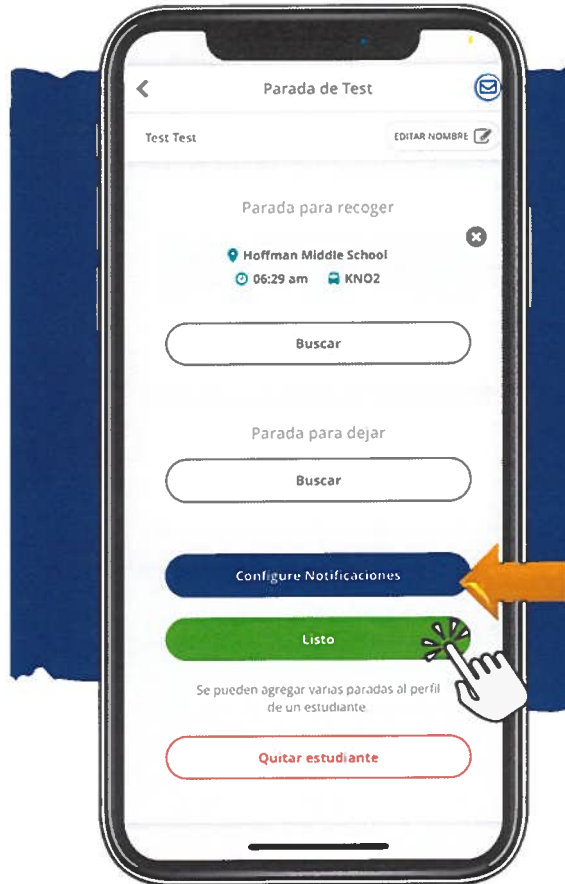 Parada de Test
Test Test
EDITAR NOMBRE
Parada para recoger
Hoffman Middle School
06:29 am KNO2
Buscar
Parada para dejar
Buscar
Configure Notificaciones
Listo
Se pueden agregar varias paradas al perfil
de un estudiante.
Quitar estudiante